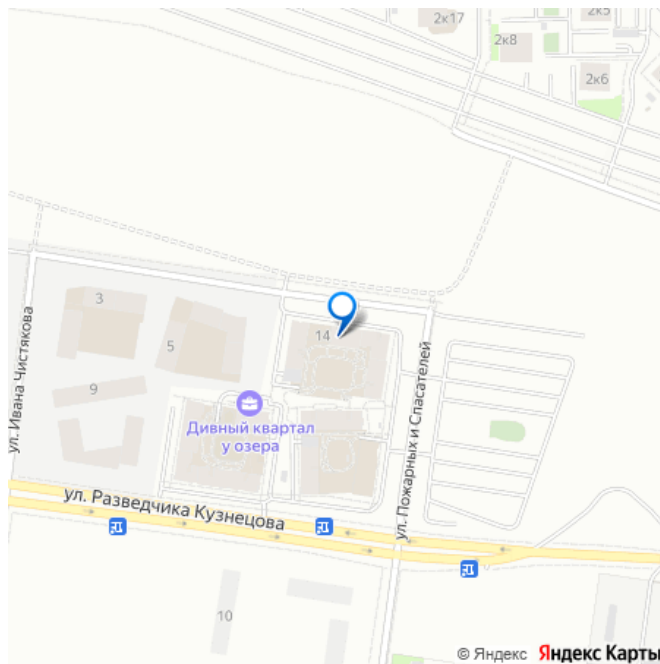 2к17
2к8
2к5
2к6
3
14
5
ул. Ивана Чистякова
ул. Пожарных и Спасателей
9
Дивный квартал
у озера
ул. Разведчика Кузнецова
10
© Яндекс Яндекс Карты